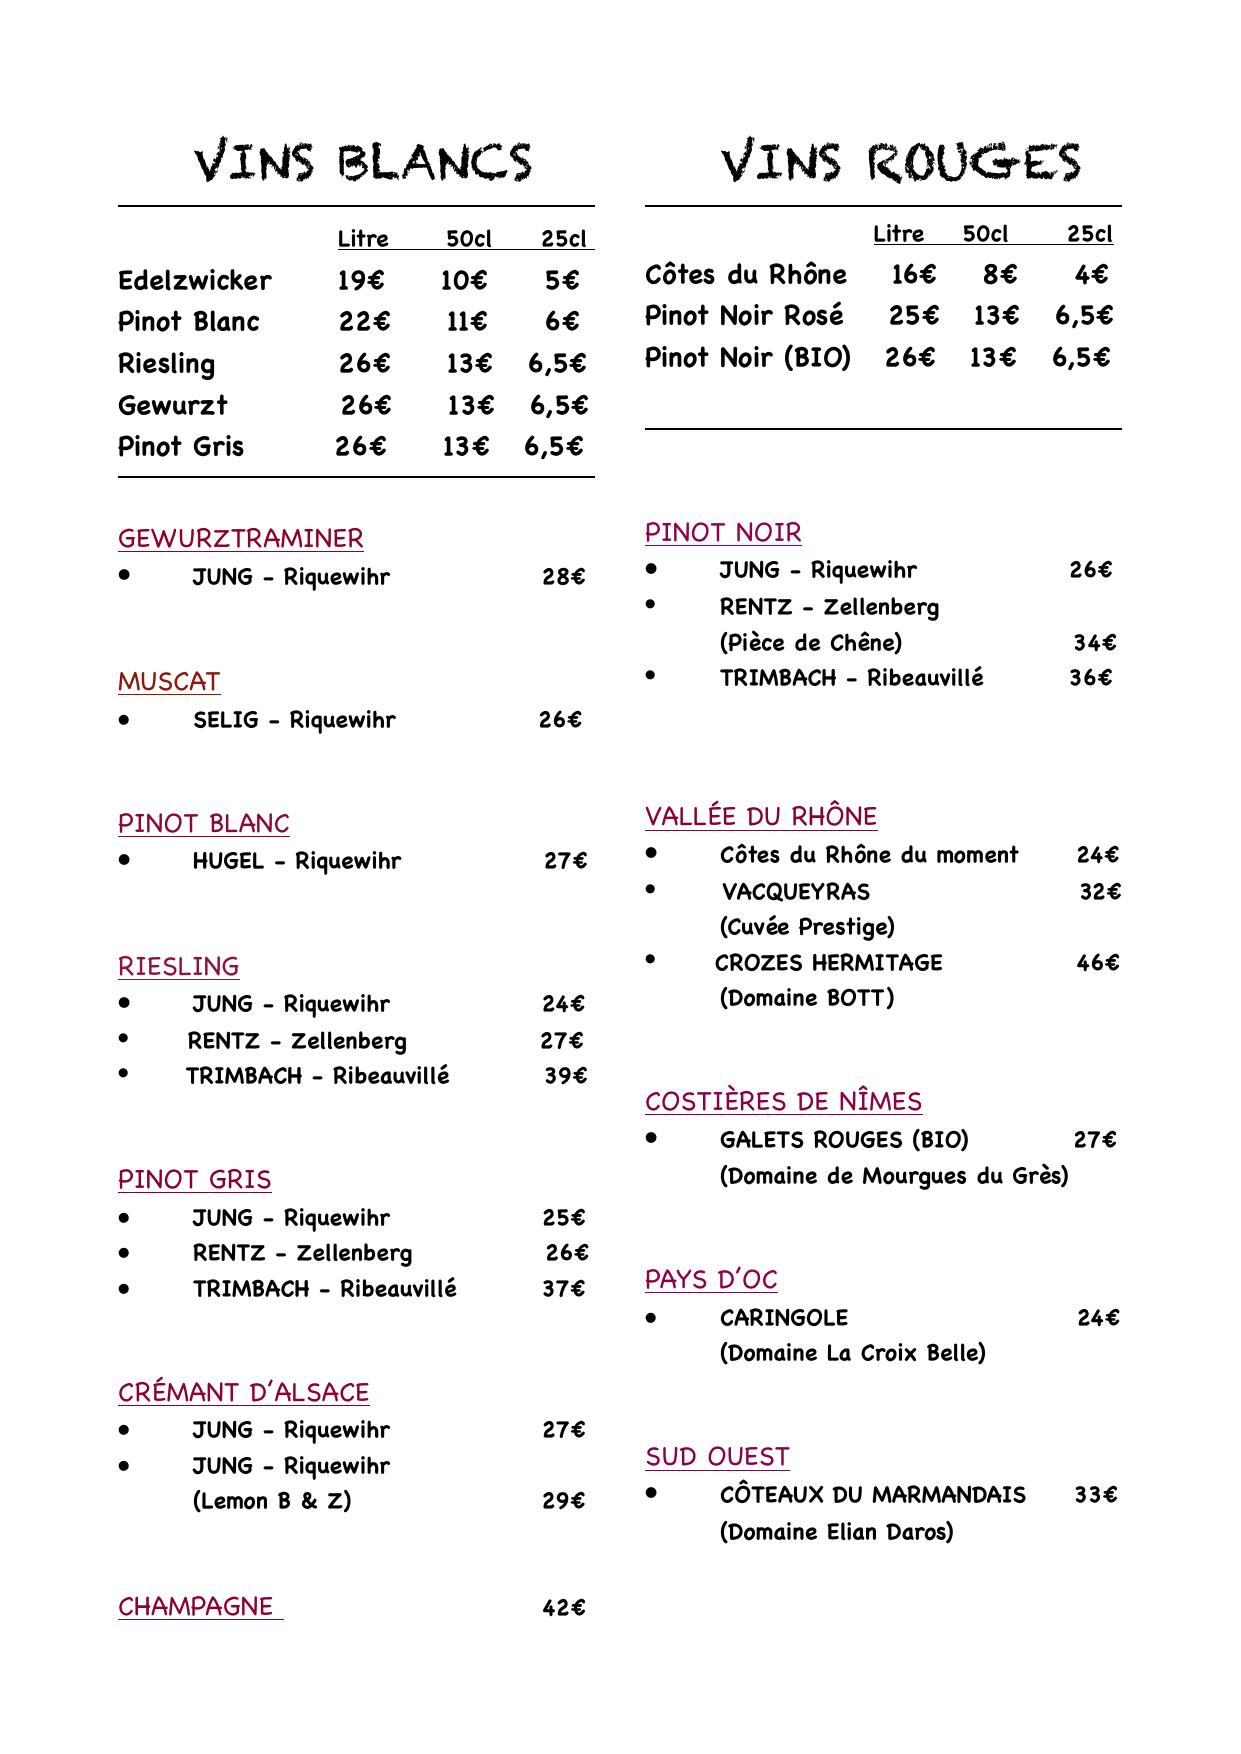 VINS BLANCS
Litre 50cl 25cl
Edelzwicker 19€ 10€ 5€
Pinot Blanc 22€ 11€ 6€
Riesling 26€ 13€ 6,5€
Gewurzt 26€ 13€ 6,5€
Pinot Gris 26€ 13€ 6,5€
GEWURZTRAMINER
• JUNG - Riquewihr 28€
MUSCAT
• SELIG - Riquewihr 26€
PINOT BLANC
• HUGEL - Riquewihr 27€
RIESLING
• JUNG - Riquewihr 24€
• RENTZ - Zellenberg 27€
• TRIMBACH - Ribeauvillé 39€
PINOT GRIS
• JUNG - Riquewihr 25€
• RENTZ - Zellenberg 26€
• TRIMBACH - Ribeauvillé 37€
CRÉMANT D'ALSACE
• JUNG - Riquewihr 27€
• JUNG - Riquewihr
(Lemon B & Z) 29€
CHAMPAGNE 42€
VINS ROUGES
Litre 50cl 25cl
Côtes du Rhône 16€ 8€ 4€
Pinot Noir Rosé 25€ 13€ 6,5€
Pinot Noir (BIO) 26€ 13€ 6,5€
PINOT NOIR
• JUNG - Riquewihr 26€
• RENTZ - Zellenberg
(Pièce de Chêne) 34€
• TRIMBACH - Ribeauvillé 36€
VALLÉE DU RHÔNE
• Côtes du Rhône du moment 24€
• VACQUEYRAS 32€
(Cuvée Prestige)
• CROZES HERMITAGE 46€
(Domaine BOTT)
COSTIÈRES DE NÎMES
• GALETS ROUGES (BIO) 27€
(Domaine de Mourgues du Grès)
PAYS D'OC
• CARINGOLE 24€
(Domaine La Croix Belle)
SUD OUEST
• CÔTEAUX DU MARMANDAIS 33€
(Domaine Elian Daros)